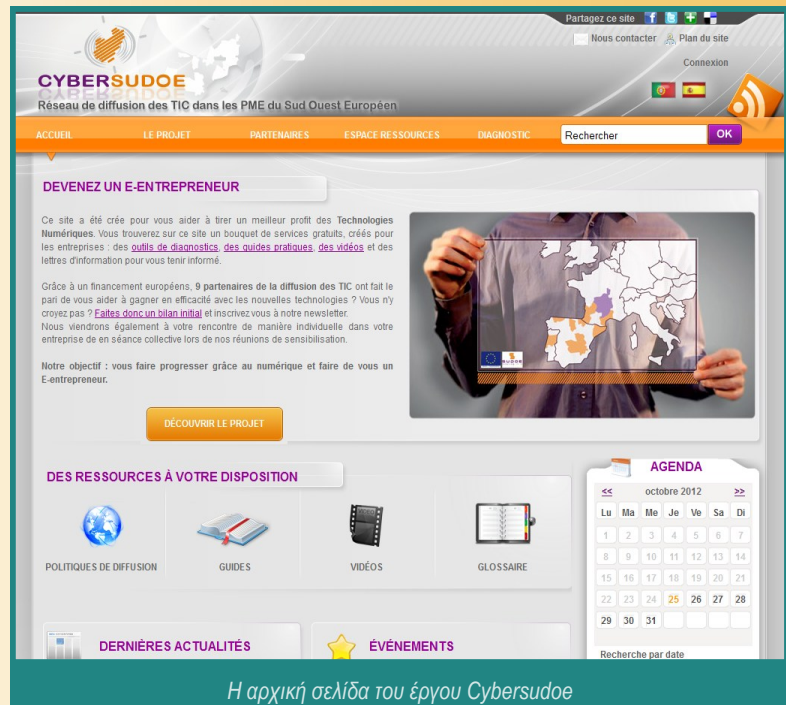 Partagez ce site
Nous contacter Plan du site
Connexion
CYBERSUDOE
Réseau de diffusion des TIC dans les PME du Sud Ouest Européen
ACCUEIL LE PROJET PARTENAIRES ESPACE RESSOURCES DIAGNOSTIC Rechercher OK
DEVENEZ UN E-ENTREPRENEUR
Ce site a été crée pour vous aider à tirer un meilleur profit des Technologies
Numériques. Vous trouverez sur ce site un bouquet de services gratuits, créés pour
les entreprises : des outils de diagnostics, des guides pratiques, des vidéos et des
lettres d'information pour vous tenir informé.
Grâce à un financement européens, 9 partenaires de la diffusion des TIC ont fait le
pari de vous aider à gagner en efficacité avec les nouvelles technologies ? Vous n'y
croyez pas ? Faites donc un bilan initial et inscrivez vous à notre newsletter.
Nous viendrons également à votre rencontre de manière individuelle dans votre
entreprise de en séance collective lors de nos réunions de sensibilisation.
Notre objectif : vous faire progresser grâce au numérique et faire de vous un
E-entrepreneur.
DÉCOUVRIR LE PROJET
DES RESSOURCES À VOTRE DISPOSITION
POLITIQUES DE DIFFUSION GUIDES VIDÉOS GLOSSAIRE
AGENDA
<< octobre 2012 >>
Lu Ma Me Je Ve Sa Di
1 2 3 4 5 6 7
8 9 10 11 12 13 14
15 16 17 18 19 20 21
22 23 24 25 26 27 28
29 30 31
Recherche par date
DERNIÈRES ACTUALITÉS ÉVÉNEMENTS
Η αρχική σελίδα του έργου Cybersudoe